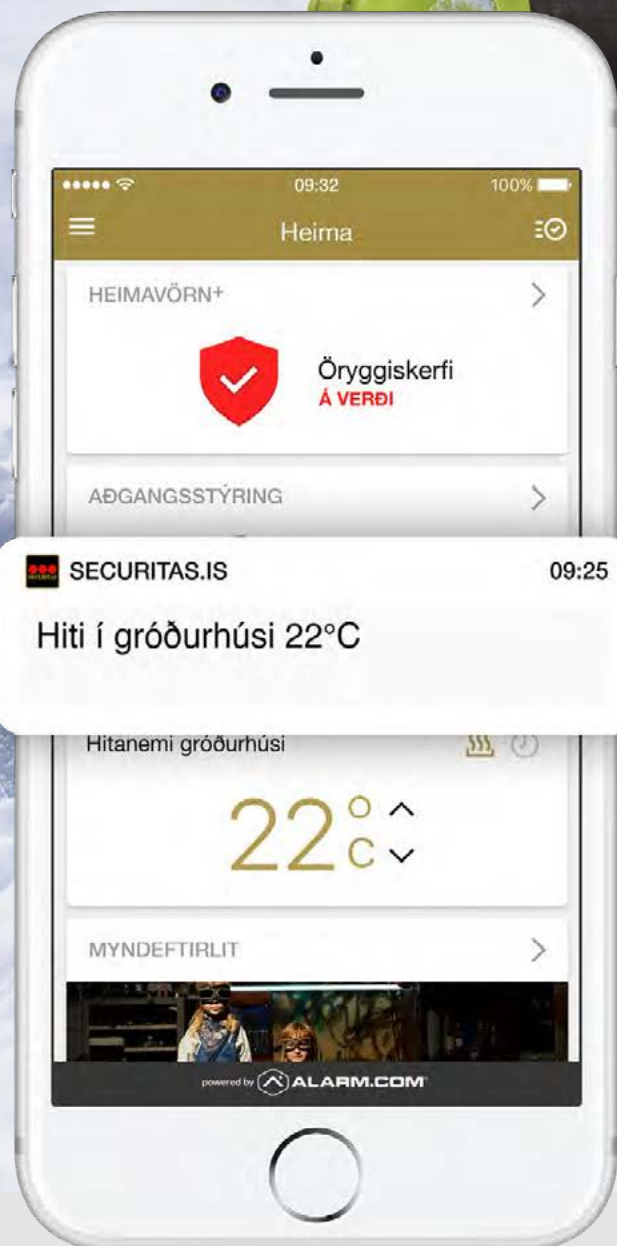 09:32
100%
Heima
HEIMAVÖRN+
Öryggiskerfi
Á VERÐI
AÐGANGSSTÝRING
SECURITAS
SECURITAS.IS
09:25
Hiti í gróðurhúsi 22°C
Hitanemi gróðurhúsi
22°C
MYNDEFTIRLIT
powered by ALARM.COM